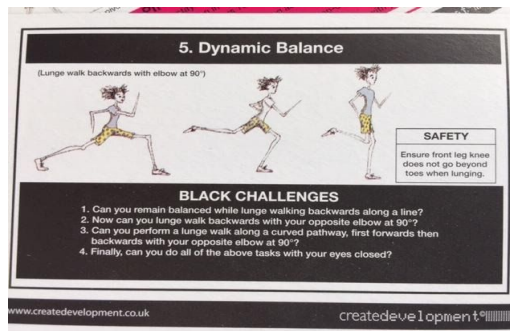 5. Dynamic Balance
(Lunge walk backwards with elbow at 90°)
SAFETY
Ensure front leg knee
does not go beyond
toes when lunging.
BLACK CHALLENGES
1. Can you remain balanced while lunge walking backwards along a line?
2. Now can you lunge walk backwards with your opposite elbow at 90°?
3. Can you perform a lunge walk along a curved pathway, first forwards then
backwards with your opposite elbow at 90°?
4. Finally, can you do all of the above tasks with your eyes closed?
www.createdevelopment.co.uk
createdevelopment